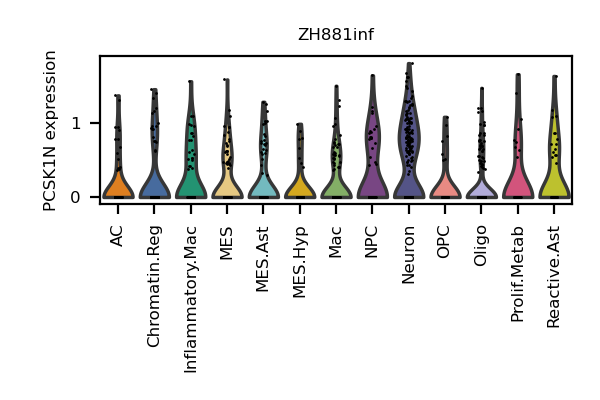 ZH881inf
PCSK1N expression
1
0
AC
Chromatin.Reg
Inflammatory.Mac
MES
MES.Ast
MES.Hyp
Mac
NPC
Neuron
OPC
Oligo
Prolif.Metab
Reactive.Ast